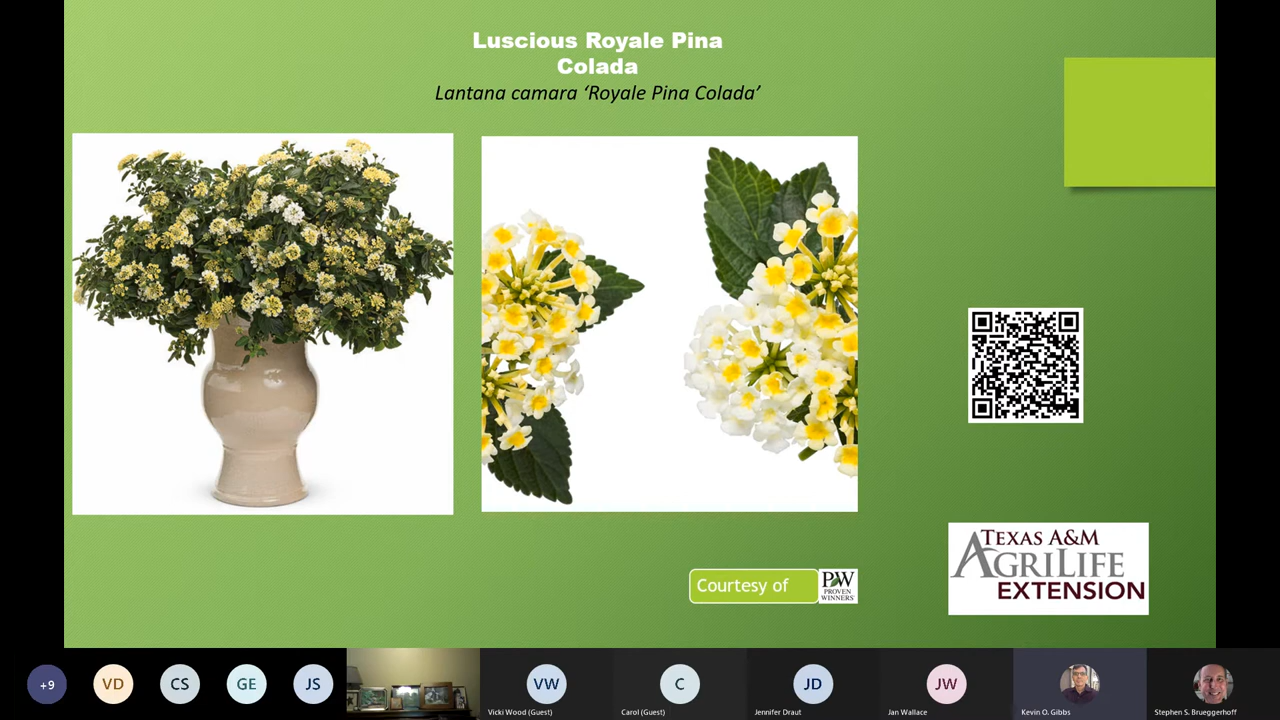 Luscious Royale Pina
Colada
Lantana camara ‘Royale Pina Colada’
Courtesy of
PW
PROVEN
WINNERS
TEXAS A&M
AGRILIFE
EXTENSION
+9
VD
CS
GE
JS
VW
C
JD
JW
Vicki Wood (Guest)
Carol (Guest)
Jennifer Draut
Jan Wallace
Kevin O. Gibbs
Stephen S. Brueggerhoff